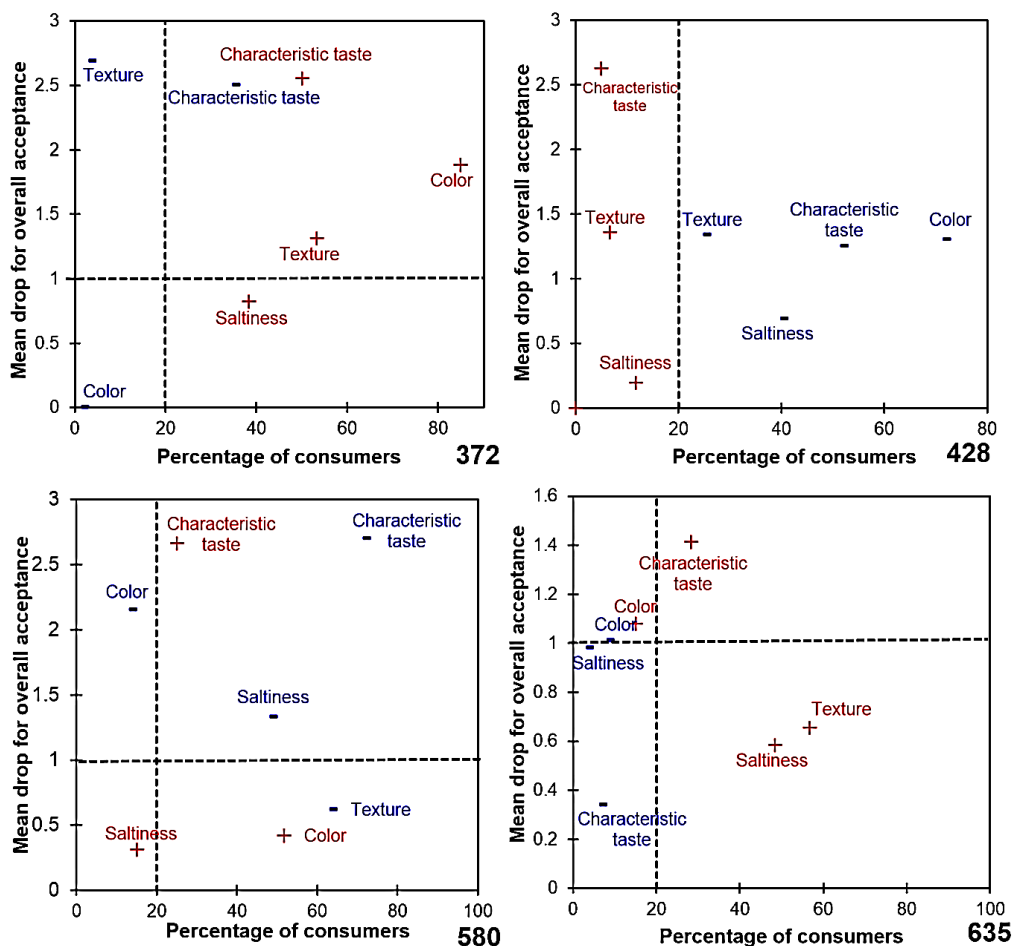 Mean drop for overall acceptance
3
2.5
2
1.5
1
0.5
0
Texture
Characteristic taste
Characteristic taste
Color
Texture
Saltiness
Color
0 20 40 60 80
Percentage of consumers
372
Mean drop for overall acceptance
3
2.5
2
1.5
1
0.5
0
Characteristic
taste
Texture
Texture
Characteristic
taste
Color
Saltiness
Saltiness
0 20 40 60 80
Percentage of consumers
428
Mean drop for overall acceptance
3
2.5
2
1.5
1
0.5
0
Characteristic
taste
Characteristic
taste
Color
Saltiness
Texture
Saltiness
Color
0 20 40 60 80 100
Percentage of consumers
580
Mean drop for overall acceptance
1.6
1.4
1.2
1
0.8
0.6
0.4
0.2
0
Characteristic
taste
Color
Color
Saltiness
Texture
Saltiness
Characteristic
taste
0 20 40 60 80 100
Percentage of consumers
635